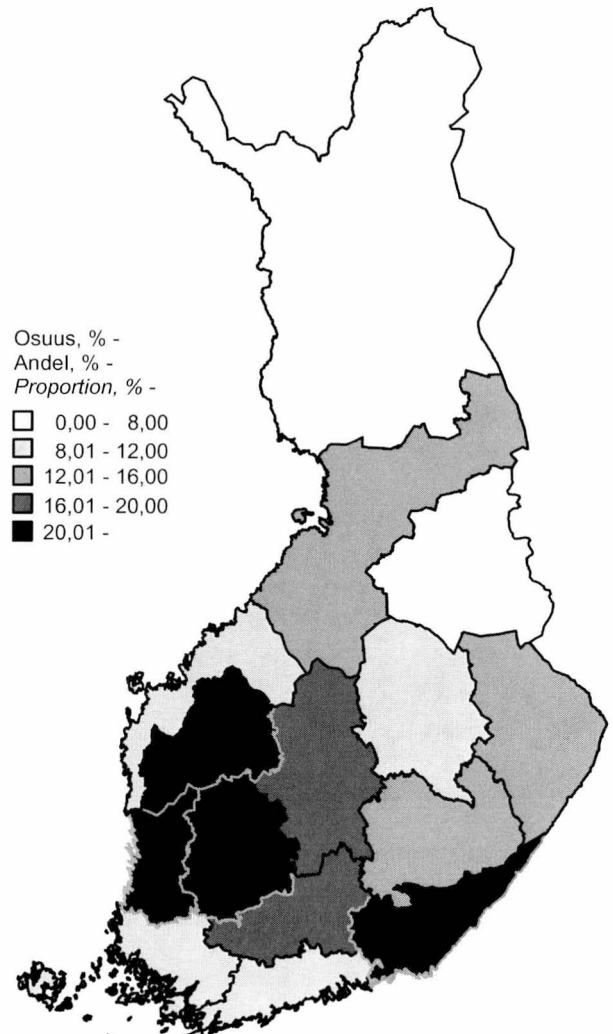 Osuus, % -
Andel, % -
Proportion, % -
0,00 - 8,00
8,01 - 12,00
12,01 - 16,00
16,01 - 20,00
20,01 -